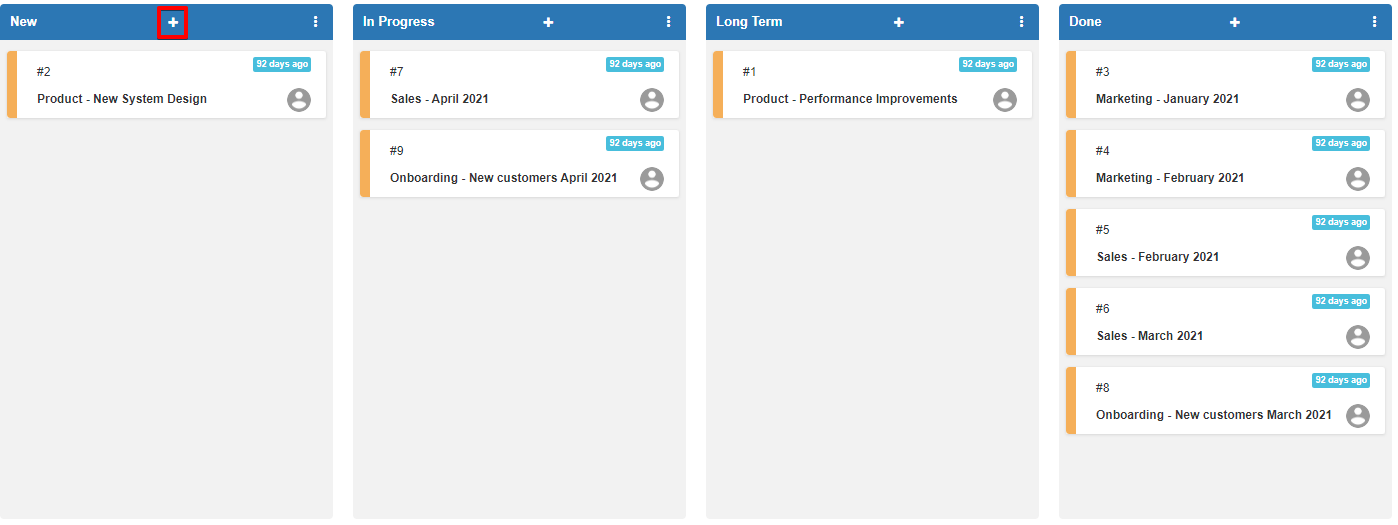 New
#2
92 days ago
Product - New System Design
In Progress
#7
92 days ago
Sales - April 2021
#9
92 days ago
Onboarding - New customers April 2021
Long Term
#1
92 days ago
Product - Performance Improvements
Done
#3
92 days ago
Marketing - January 2021
#4
92 days ago
Marketing - February 2021
#5
92 days ago
Sales - February 2021
#6
92 days ago
Sales - March 2021
#8
92 days ago
Onboarding - New customers March 2021